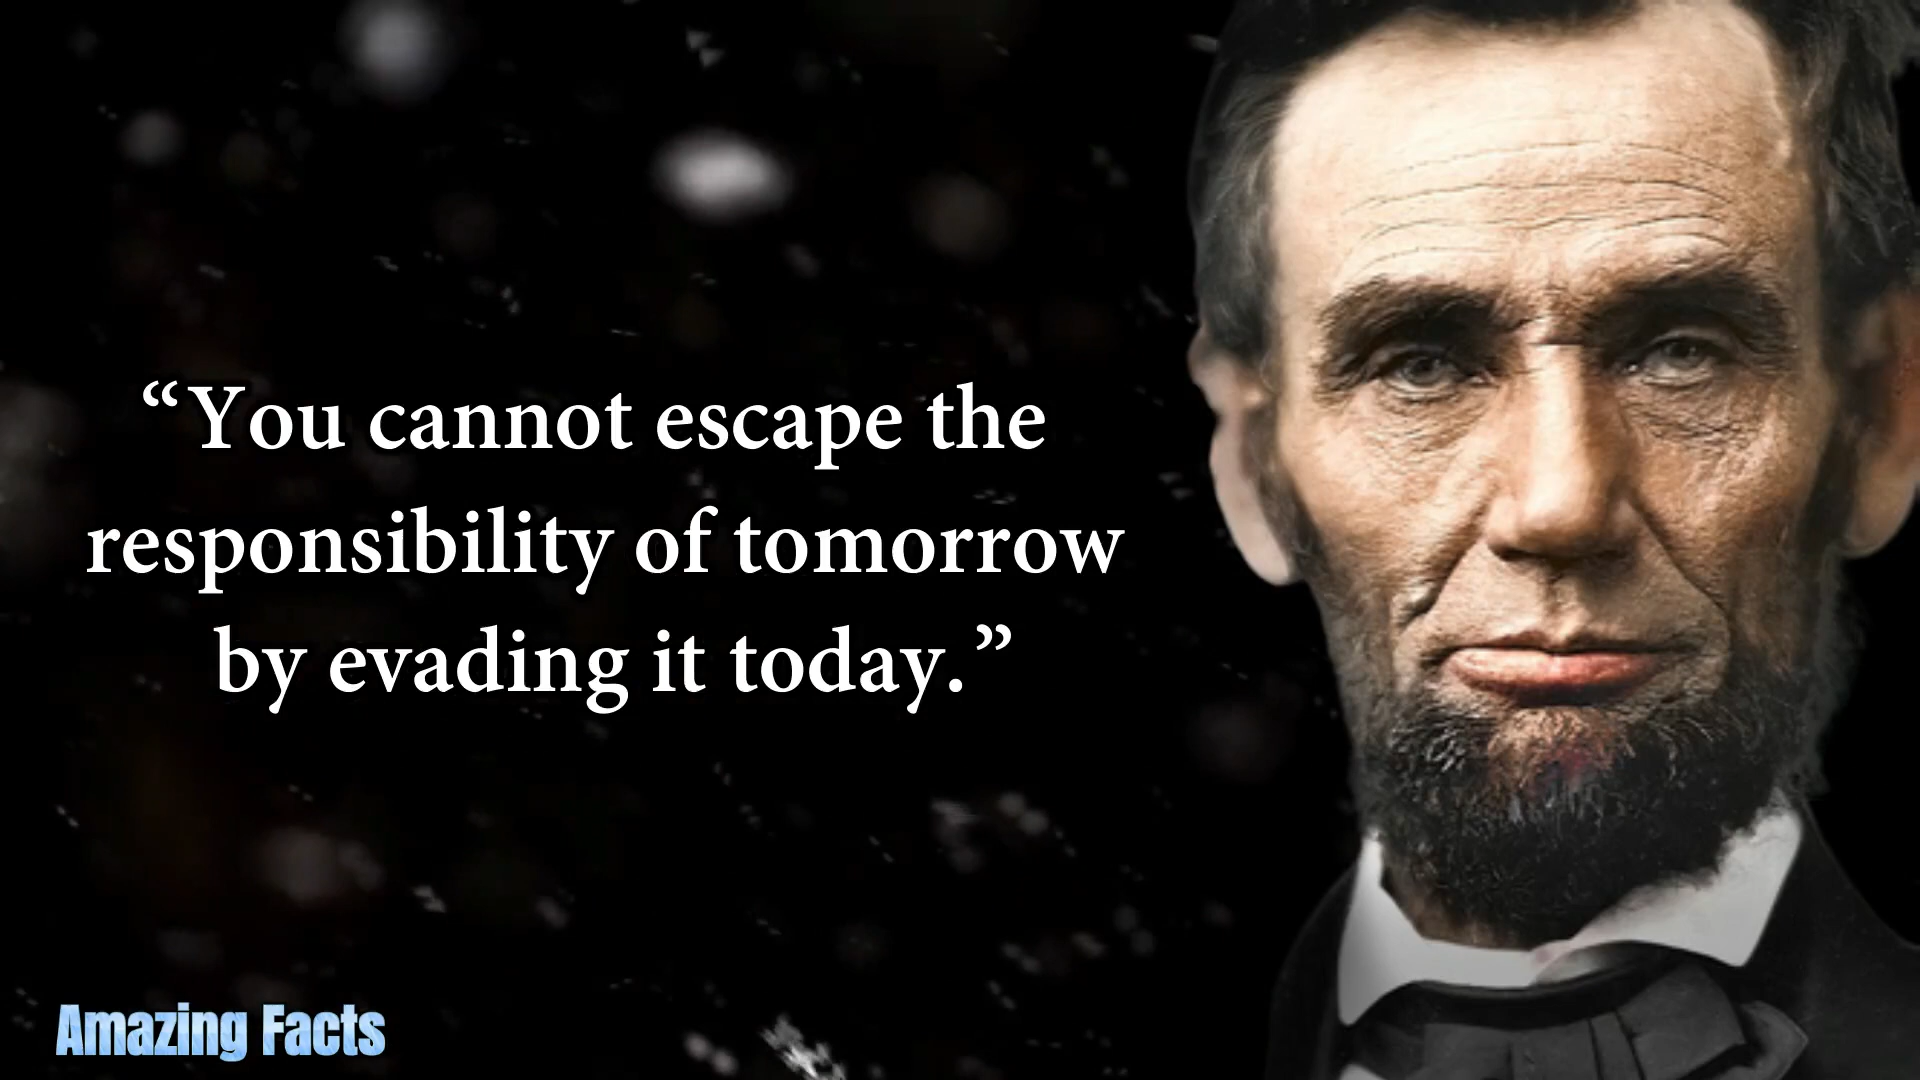 “You cannot escape the
responsibility of tomorrow
by evading it today.”
Amazing Facts